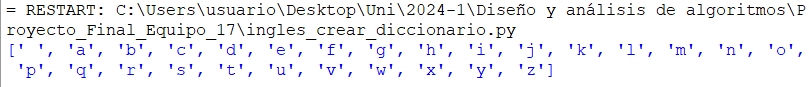 = RESTART: C:\Users\usuario\Desktop\Uni\2024-1\Diseño y análisis de algoritmos\P
royecto_Final_Equipo_17\ingles_crear_diccionario.py
[' ', 'a', 'b', 'c', 'd', 'e', 'f', 'g', 'h', 'i', 'j', 'k', 'l', 'm', 'n', 'o',
 'p', 'q', 'r', 's', 't', 'u', 'v', 'w', 'x', 'y', 'z']